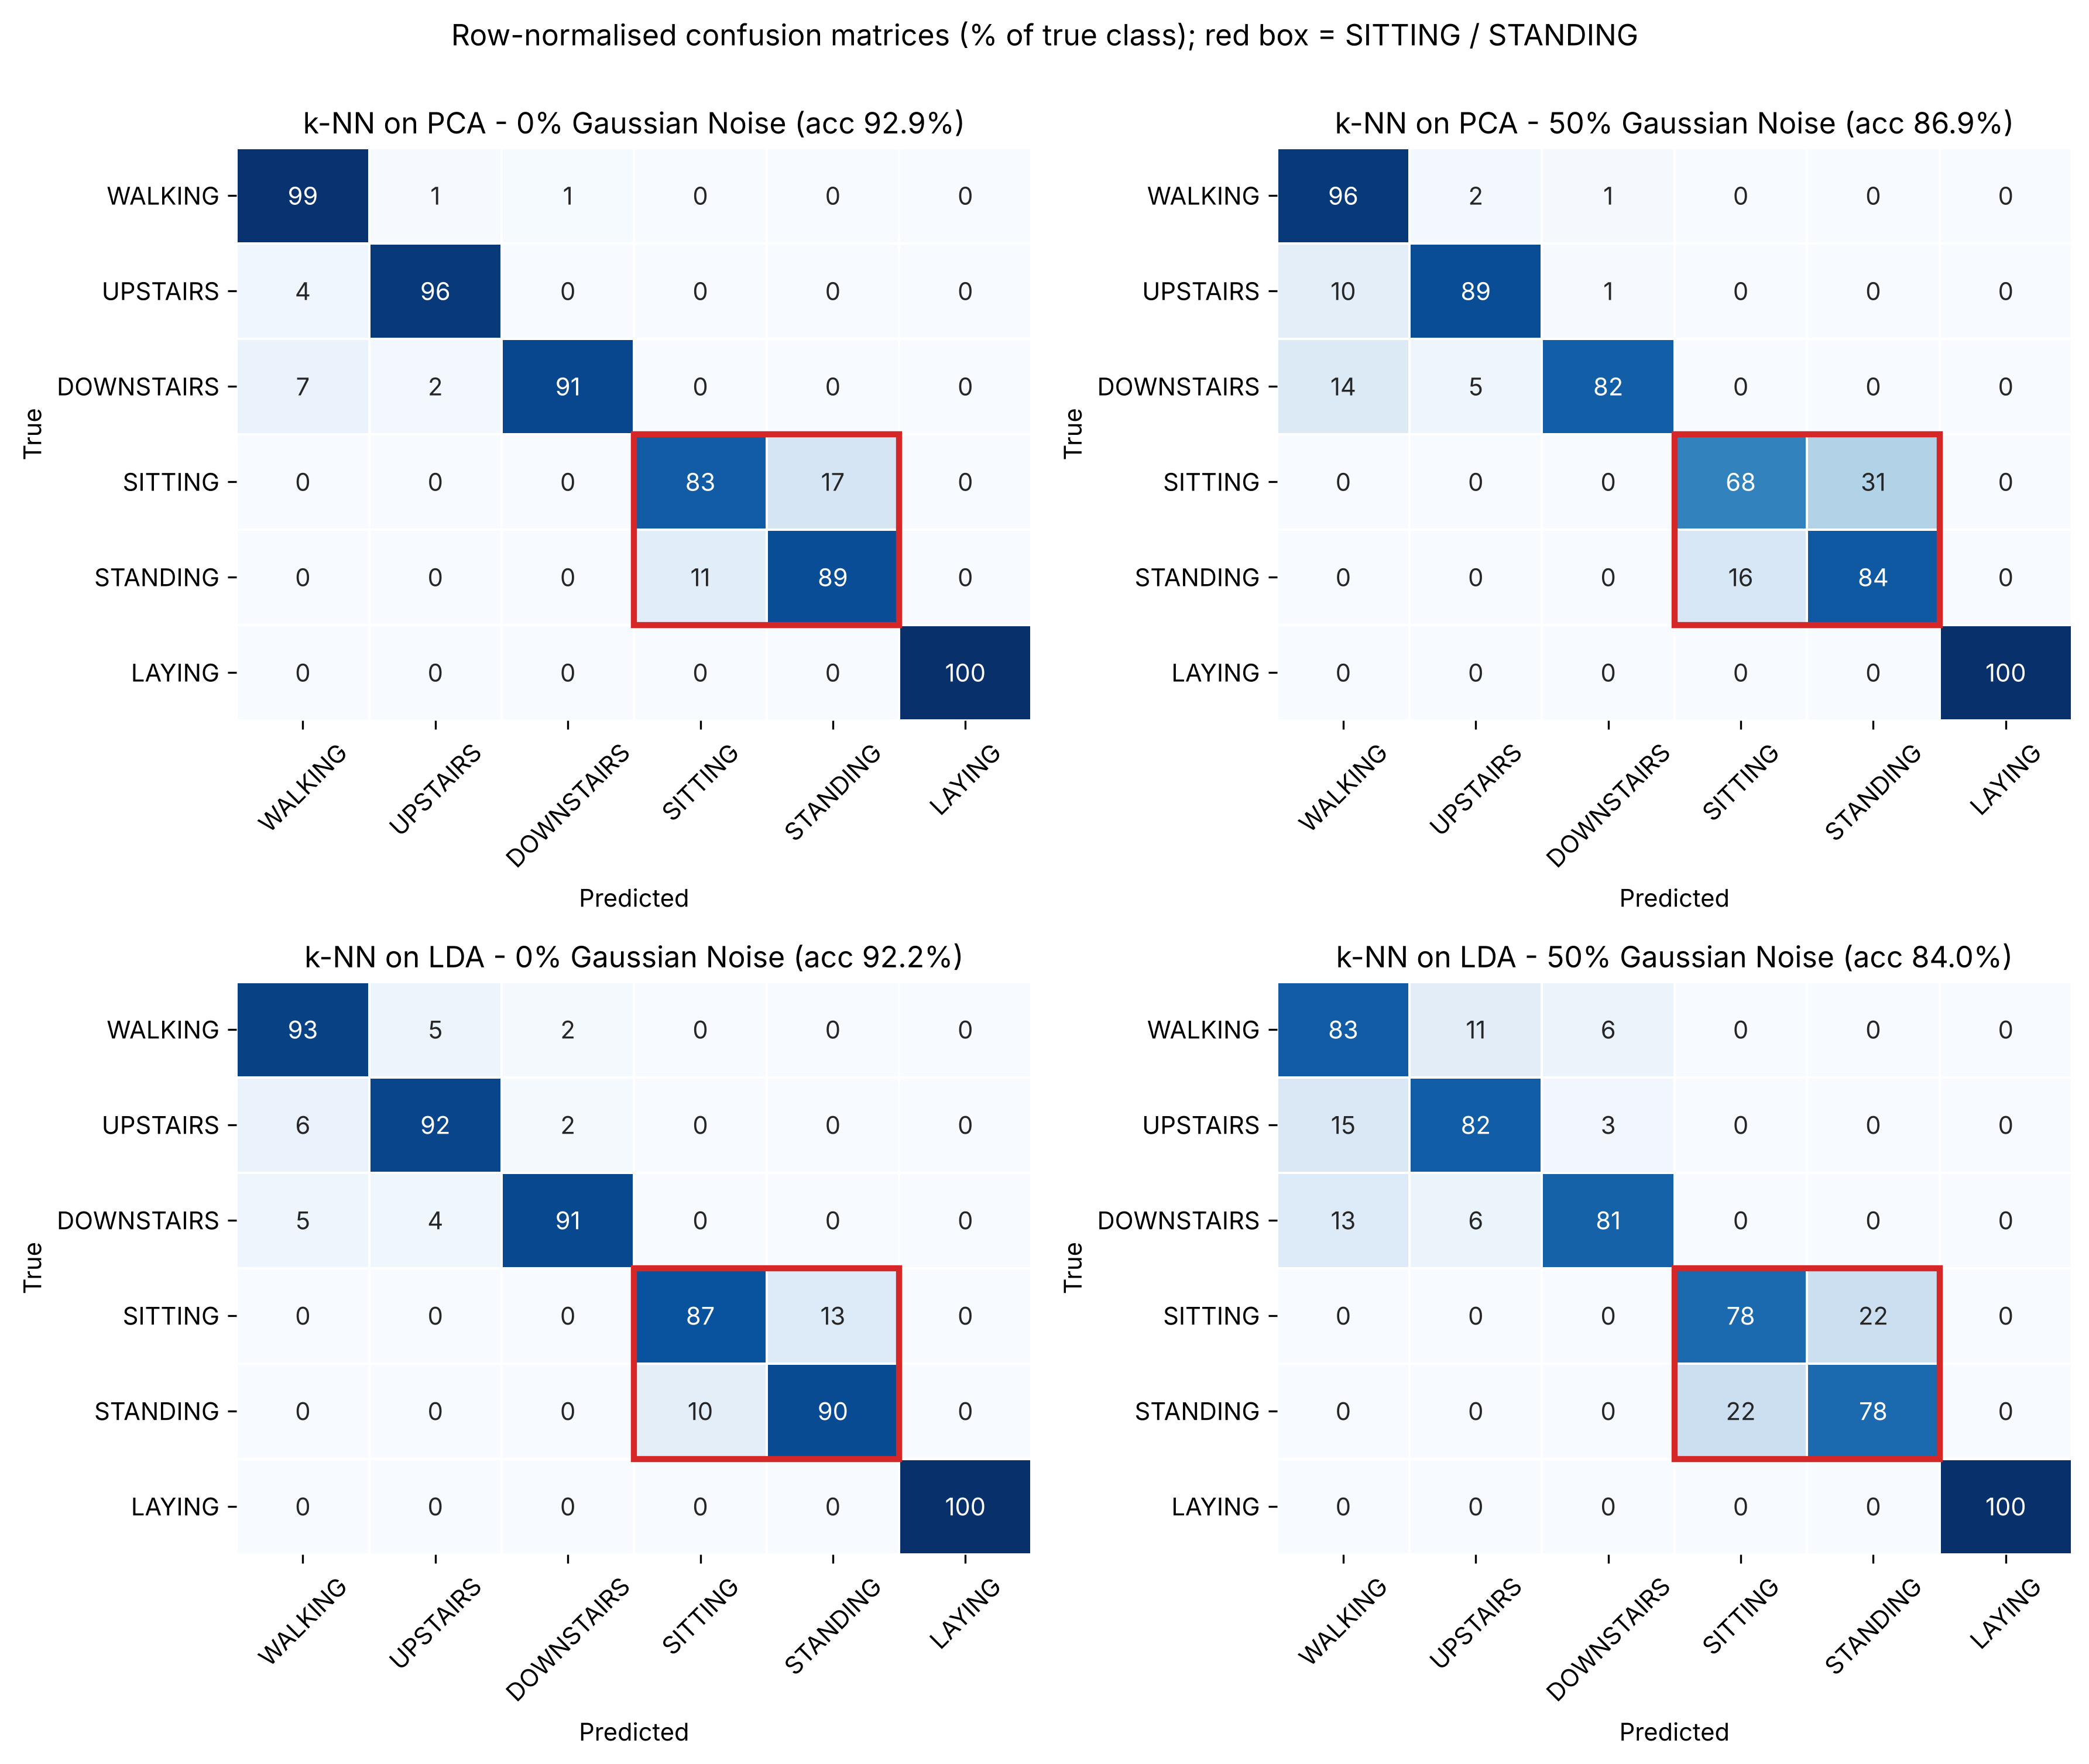 Row-normalised confusion matrices (% of true class); red box = SITTING / STANDING
k-NN on PCA - 0% Gaussian Noise (acc 92.9%)
True
WALKING 99 1 1 0 0 0
UPSTAIRS 4 96 0 0 0 0
DOWNSTAIRS 7 2 91 0 0 0
SITTING 0 0 0 83 17 0
STANDING 0 0 0 11 89 0
LAYING 0 0 0 0 0 100
WALKING UPSTAIRS DOWNSTAIRS SITTING STANDING LAYING
Predicted
k-NN on PCA - 50% Gaussian Noise (acc 86.9%)
True
WALKING 96 2 1 0 0 0
UPSTAIRS 10 89 1 0 0 0
DOWNSTAIRS 14 5 82 0 0 0
SITTING 0 0 0 68 31 0
STANDING 0 0 0 16 84 0
LAYING 0 0 0 0 0 100
WALKING UPSTAIRS DOWNSTAIRS SITTING STANDING LAYING
Predicted
k-NN on LDA - 0% Gaussian Noise (acc 92.2%)
True
WALKING 93 5 2 0 0 0
UPSTAIRS 6 92 2 0 0 0
DOWNSTAIRS 5 4 91 0 0 0
SITTING 0 0 0 87 13 0
STANDING 0 0 0 10 90 0
LAYING 0 0 0 0 0 100
WALKING UPSTAIRS DOWNSTAIRS SITTING STANDING LAYING
Predicted
k-NN on LDA - 50% Gaussian Noise (acc 84.0%)
True
WALKING 83 11 6 0 0 0
UPSTAIRS 15 82 3 0 0 0
DOWNSTAIRS 13 6 81 0 0 0
SITTING 0 0 0 78 22 0
STANDING 0 0 0 22 78 0
LAYING 0 0 0 0 0 100
WALKING UPSTAIRS DOWNSTAIRS SITTING STANDING LAYING
Predicted